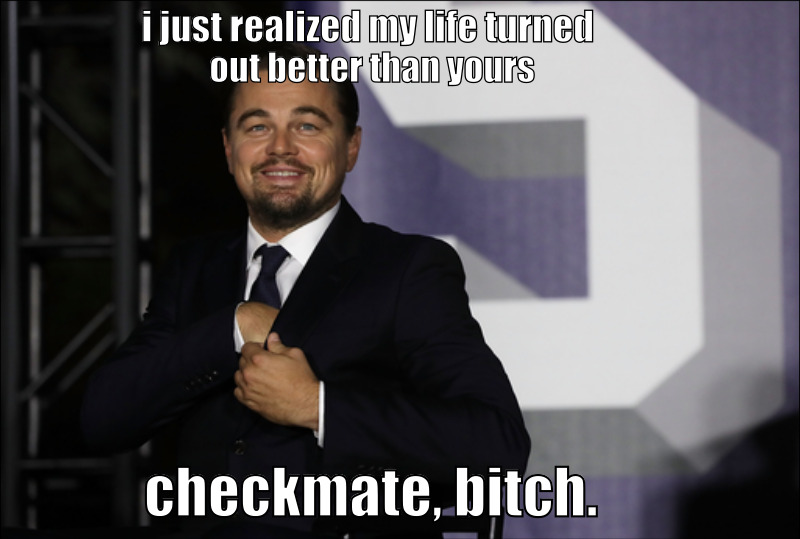 i just realized my life turned
out better than yours
checkmate, bitch.